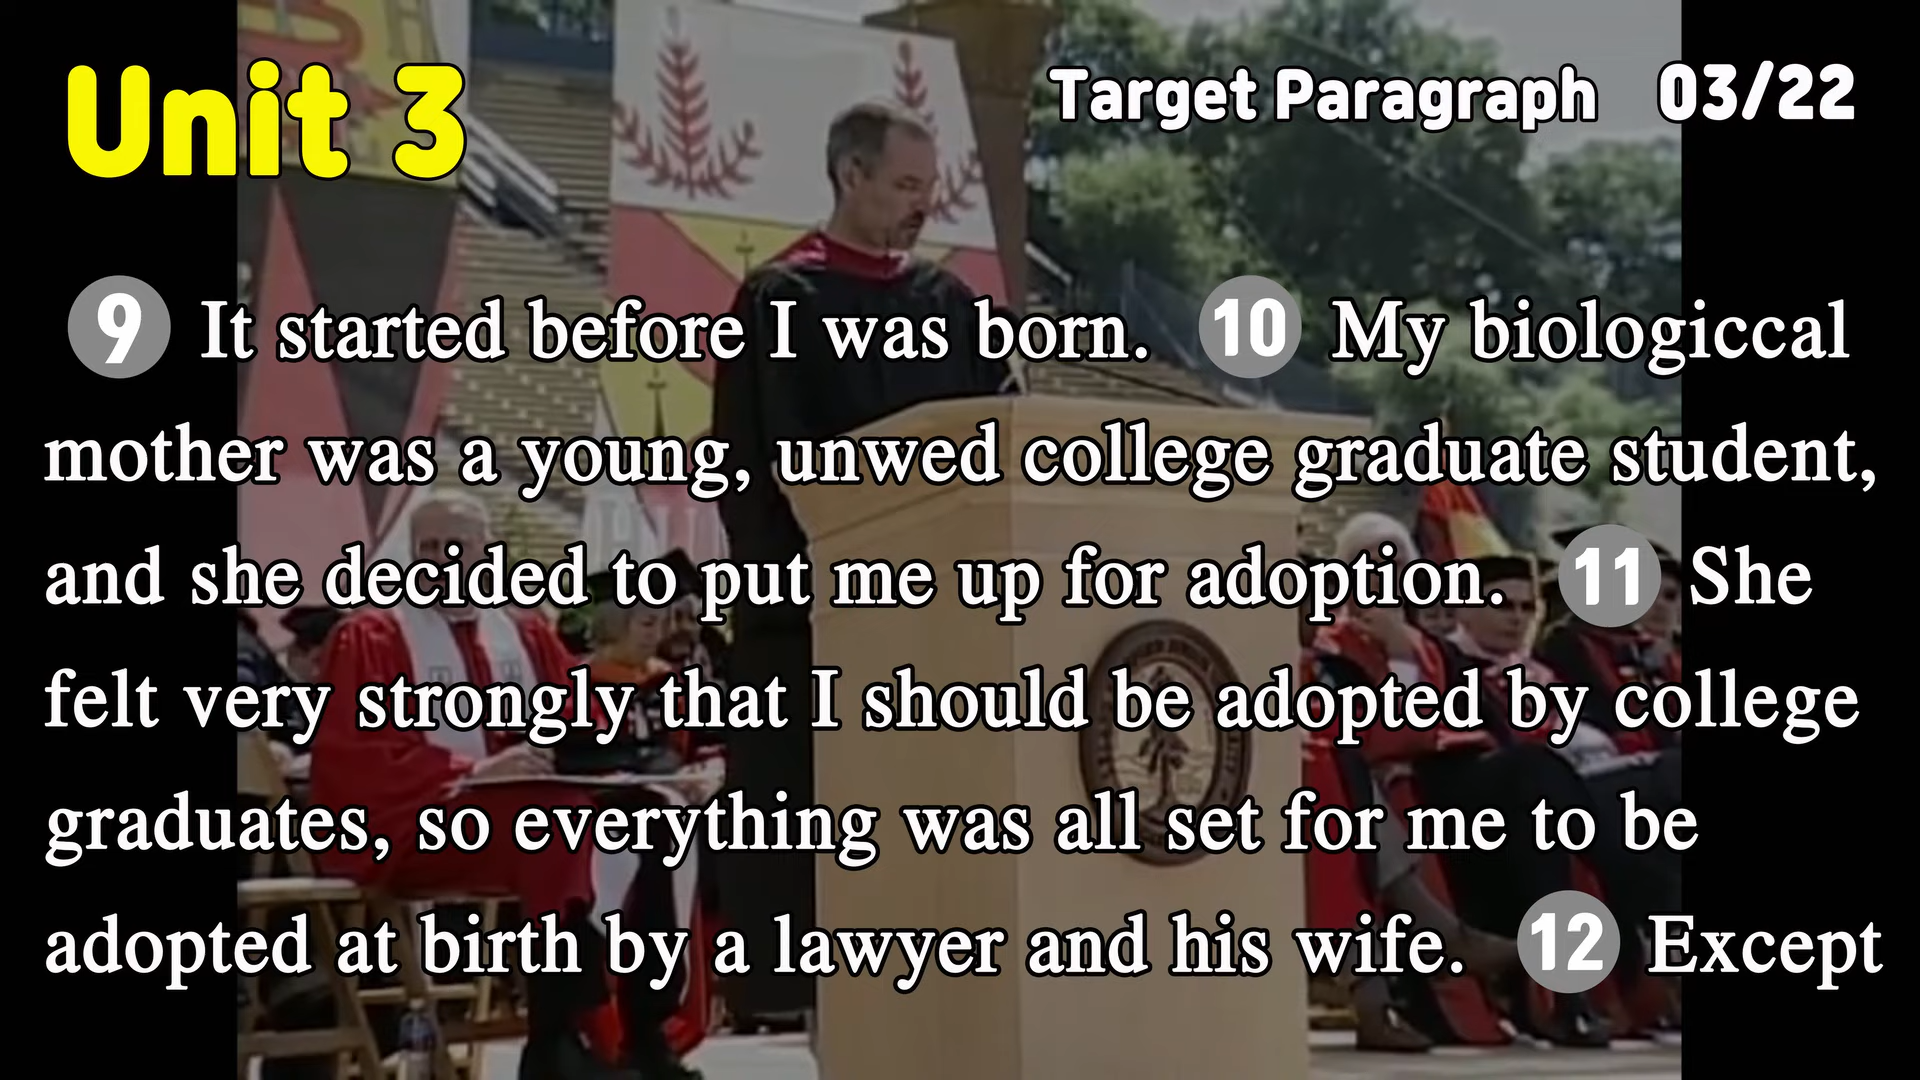 Unit 3
Target Paragraph 03/22
9 It started before I was born. 10 My biologiccal
mother was a young, unwed college graduate student,
and she decided to put me up for adoption. 11 She
felt very strongly that I should be adopted by college
graduates, so everything was all set for me to be
adopted at birth by a lawyer and his wife. 12 Except